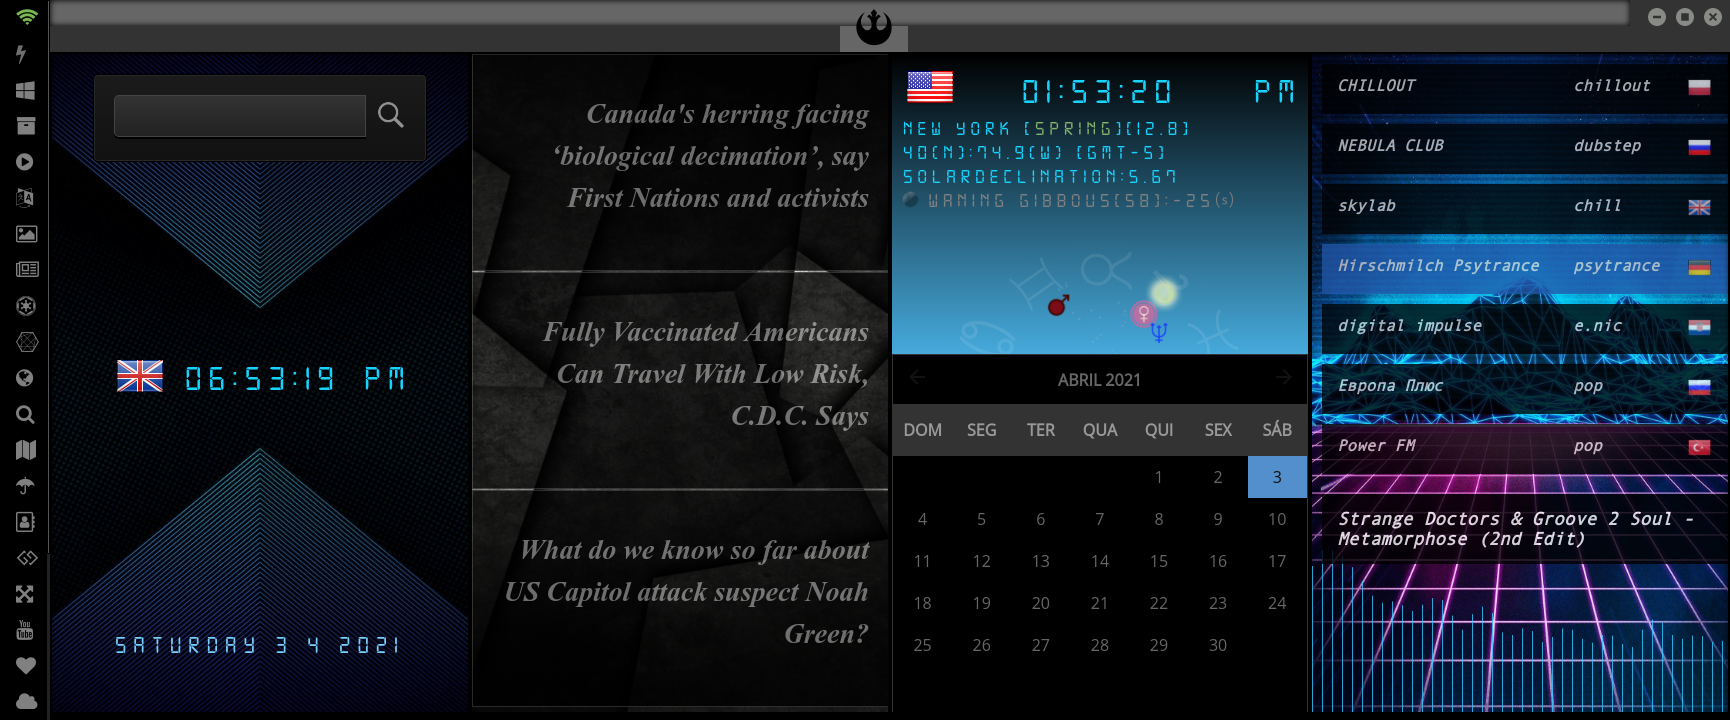 06:53:19 PM
SATURDAY 3 4 2021
Canada's herring facing
‘biological decimation’, say
First Nations and activists
Fully Vaccinated Americans
Can Travel With Low Risk,
C.D.C. Says
What do we know so far about
US Capitol attack suspect Noah
Green?
01:53:20 PM
NEW YORK [SPRING][12.8]
40(N):74.9(W) [GMT-5]
SOLARDECLINATION:5.67
WANING GIBBOUS[58]:-25(s)
ABRIL 2021
DOM SEG TER QUA QUI SEX SÁB
1 2 3
4 5 6 7 8 9 10
11 12 13 14 15 16 17
18 19 20 21 22 23 24
25 26 27 28 29 30
CHILLOUT chillout
NEBULA CLUB dubstep
skylab chill
Hirschmilch Psytrance psytrance
digital impulse e.nic
Европа Плюс pop
Power FM pop
Strange Doctors & Groove 2 Soul -
Metamorphose (2nd Edit)
You
Tube